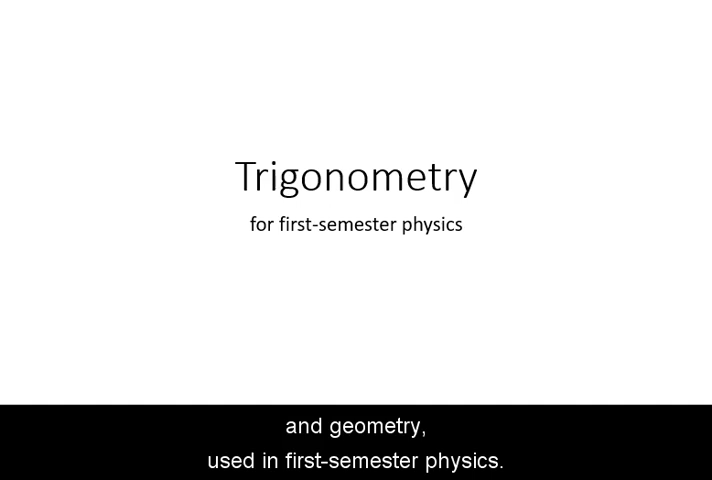 Trigonometry
for first-semester physics
and geometry,
used in first-semester physics.